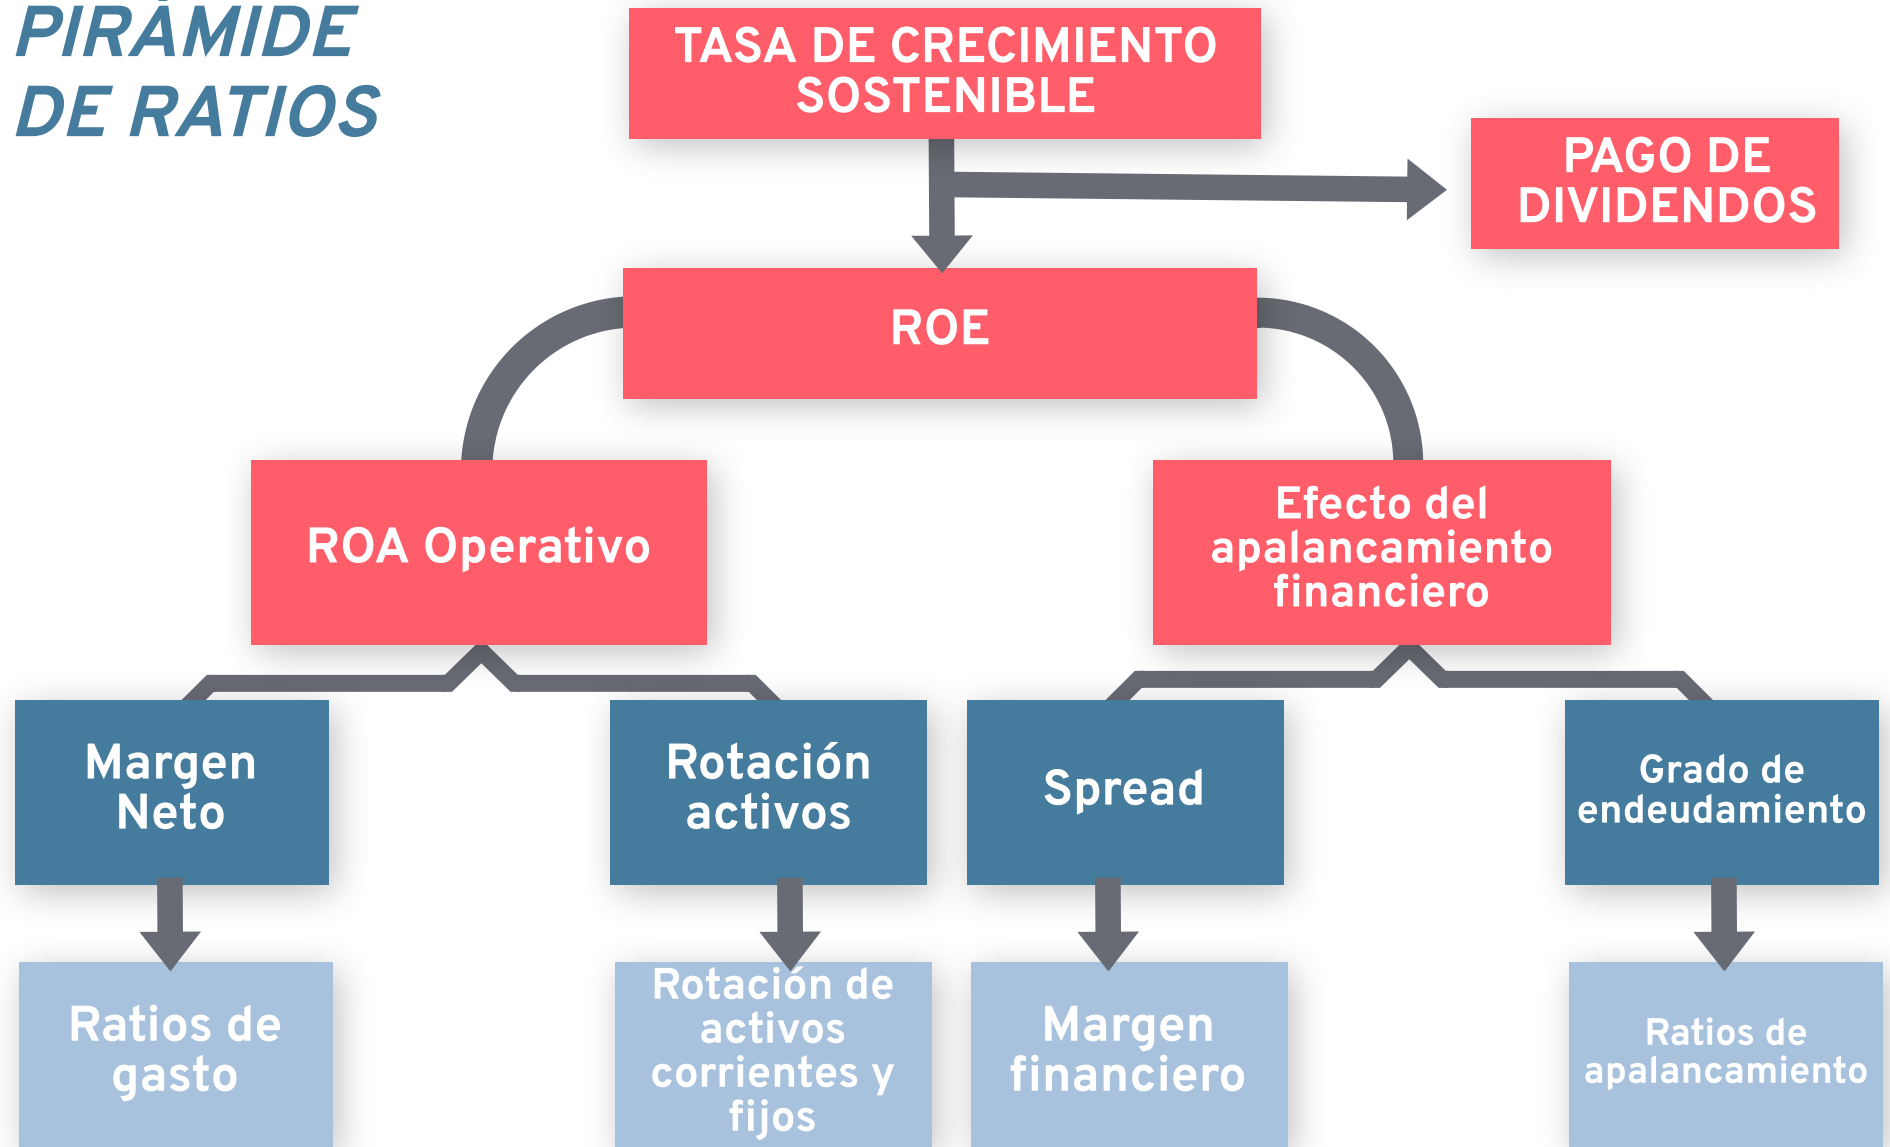 PIRÁMIDE
DE RATIOS
TASA DE CRECIMIENTO
SOSTENIBLE
PAGO DE
DIVIDENDOS
ROE
ROA Operativo
Efecto del
apalancamiento
financiero
Margen
Neto
Rotación
activos
Spread
Grado de
endeudamiento
Ratios de
gasto
Rotación de
activos
corrientes y
fijos
Margen
financiero
Ratios de
apalancamiento